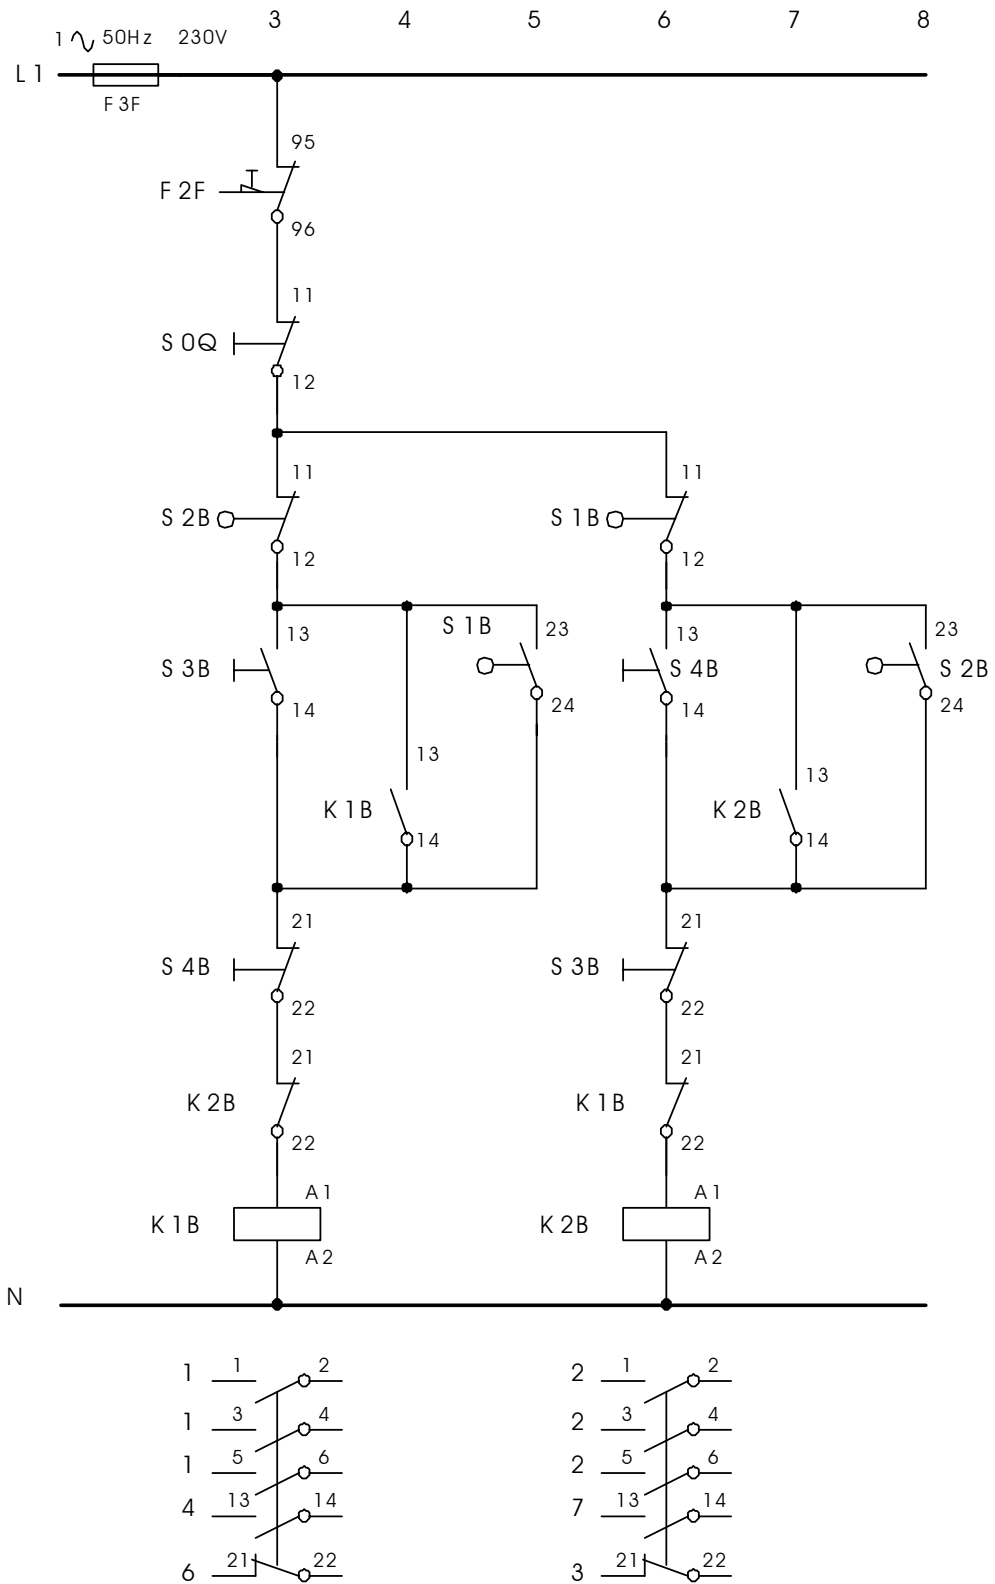 3 4 5 6 7 8
1 50Hz 230V
L1
F3F
95
F2F
96
11
S0Q
12
11 11
S2B S1B
12 12
13 S1B 23 13 23
S3B S4B S2B
14 24 14 24
13 13
K1B K2B
14 14
21 21
S4B S3B
22 22
21 21
K2B K1B
22 22
A1 A1
K1B K2B
A2 A2
N
1 1 2 2 1 2
1 3 4 2 3 4
1 5 6 2 5 6
4 13 14 7 13 14
6 21 22 3 21 22